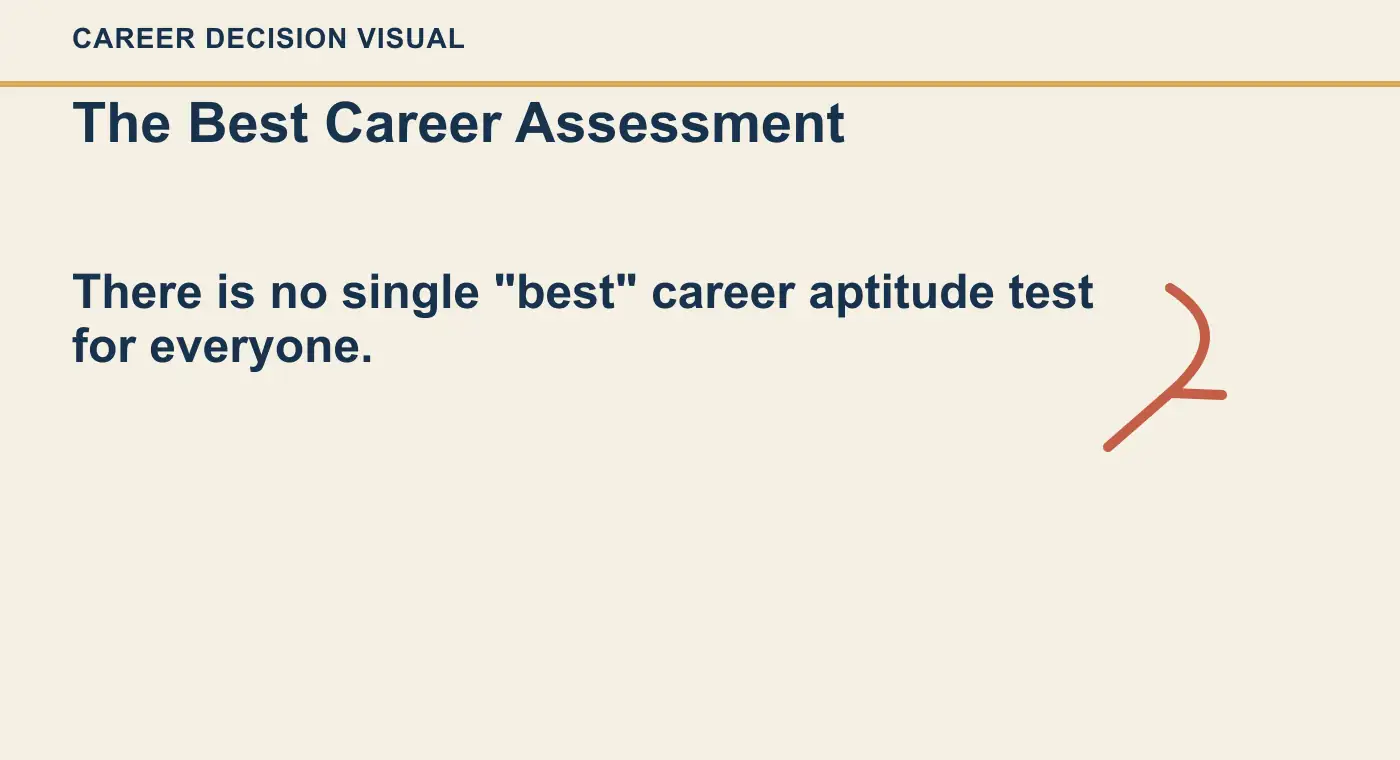 CAREER DECISION VISUAL
The Best Career Assessment
There is no single "best" career aptitude test
for everyone.